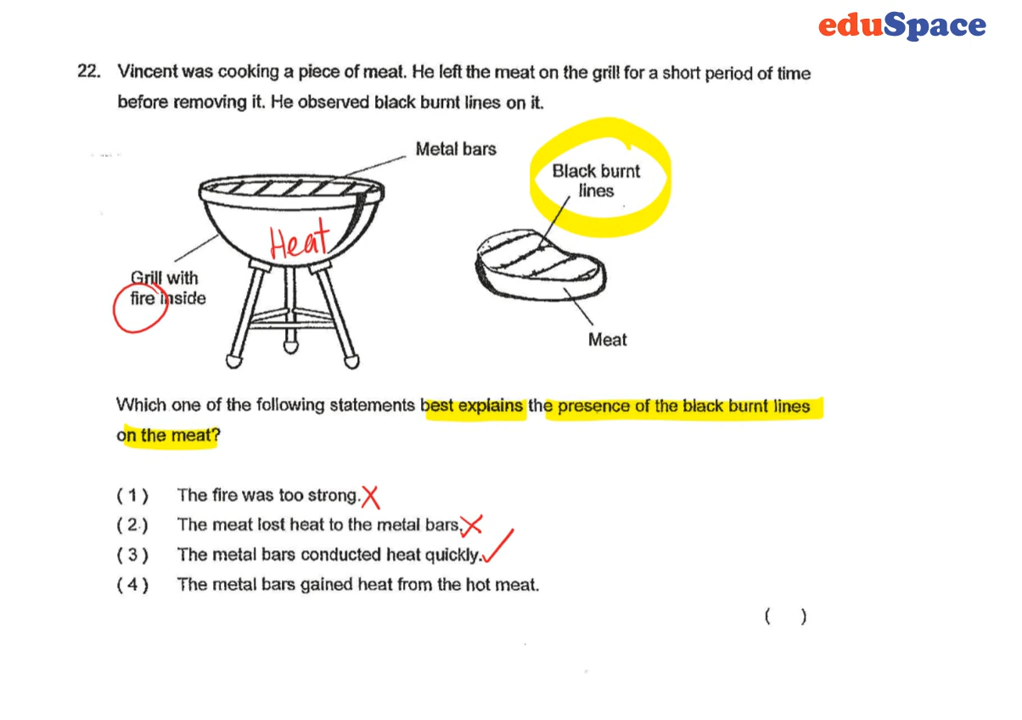 eduSpace
22. Vincent was cooking a piece of meat. He left the meat on the grill for a short period of time
before removing it. He observed black burnt lines on it.
Metal bars
Black burnt
lines
Heat
Grill with
fire inside
Meat
Which one of the following statements best explains the presence of the black burnt lines
on the meat?
(1) The fire was too strong.
(2) The meat lost heat to the metal bars.
(3) The metal bars conducted heat quickly.
(4) The metal bars gained heat from the hot meat.
( )